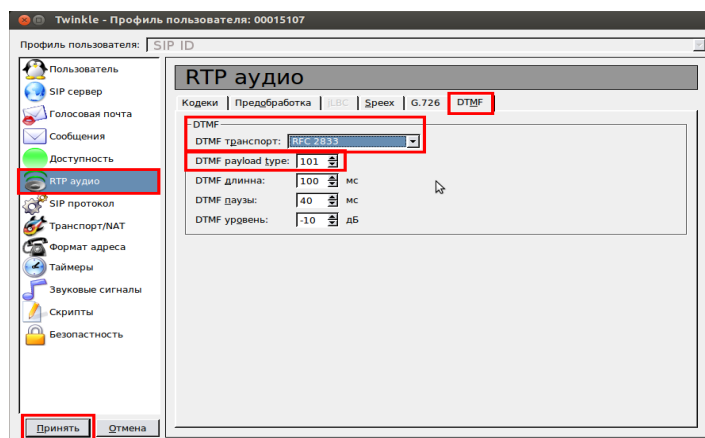 Twinkle - Профиль пользователя: 00015107
Профиль пользователя: SIP ID
Пользователь
SIP сервер
Голосовая почта
Сообщения
Доступность
RTP аудио
SIP протокол
Транспорт/NAT
Формат адреса
Таймеры
Звуковые сигналы
Скрипты
Безопастность
RTP аудио
Кодеки Предобработка iLBC Speex G.726 DTMF
DTMF
DTMF транспорт: RFC 2833
DTMF payload type: 101
DTMF длинна: 100 мс
DTMF паузы: 40 мс
DTMF уровень: -10 дБ
Принять Отмена